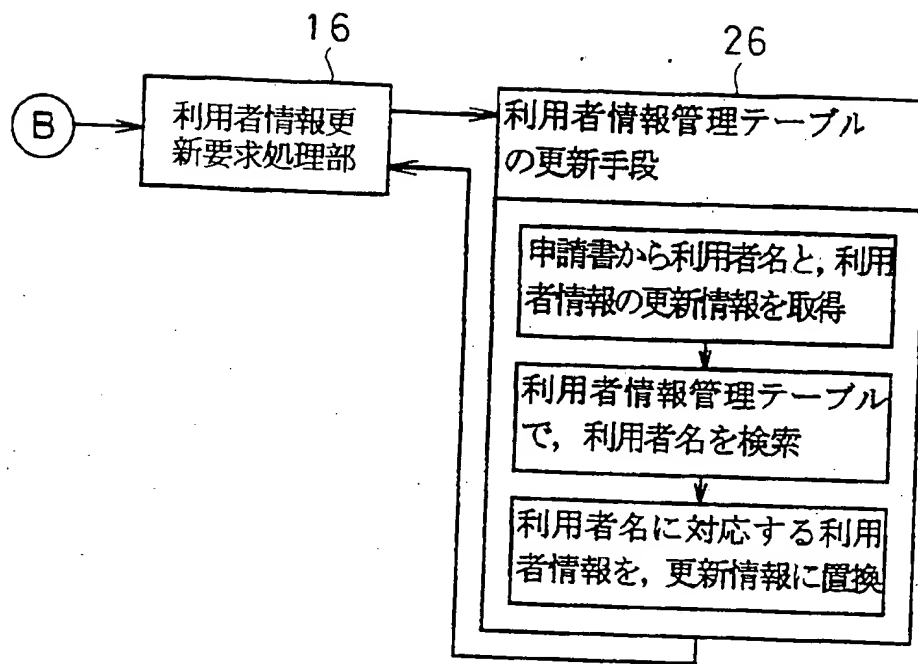 16
26
B
利用者情報更
新要求処理部
利用者情報管理テーブル
の更新手段
申請書から利用者名と,利用
者情報の更新情報を取得
利用者情報管理テーブル
で,利用者名を検索
利用者名に対応する利用
者情報を,更新情報に置換